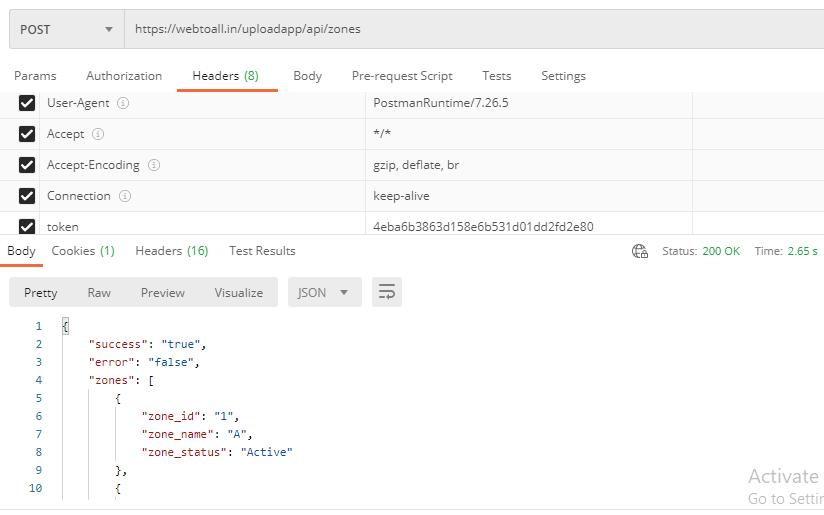 POST https://webtoall.in/uploadapp/api/zones
Params Authorization Headers (8) Body Pre-request Script Tests Settings
User-Agent PostmanRuntime/7.26.5
Accept */*
Accept-Encoding gzip, deflate, br
Connection keep-alive
token 4eba6b3863d158e6b531d01dd2fd2e80
Body Cookies (1) Headers (16) Test Results Status: 200 OK Time: 2.65 s
Pretty Raw Preview Visualize JSON
1 {
2 "success": "true",
3 "error": "false",
4 "zones": [
5 {
6 "zone_id": "1",
7 "zone_name": "A",
8 "zone_status": "Active"
9 },
10 {
Activate
Go to Settin